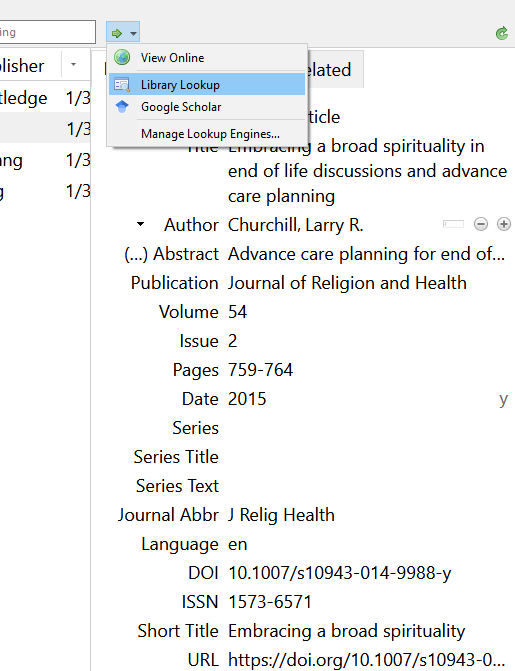 ing
View Online
Library Lookup
Google Scholar
Manage Lookup Engines...
blisher
elated
tledge 1/3
1/3
ang 1/3
g 1/3
ticle
Title Embracing a broad spirituality in
end of life discussions and advance
care planning
Author Churchill, Larry R.
(...) Abstract Advance care planning for end of...
Publication Journal of Religion and Health
Volume 54
Issue 2
Pages 759-764
Date 2015 y
Series
Series Title
Series Text
Journal Abbr J Relig Health
Language en
DOI 10.1007/s10943-014-9988-y
ISSN 1573-6571
Short Title Embracing a broad spirituality
URL https://doi.org/10.1007/s10943-0...